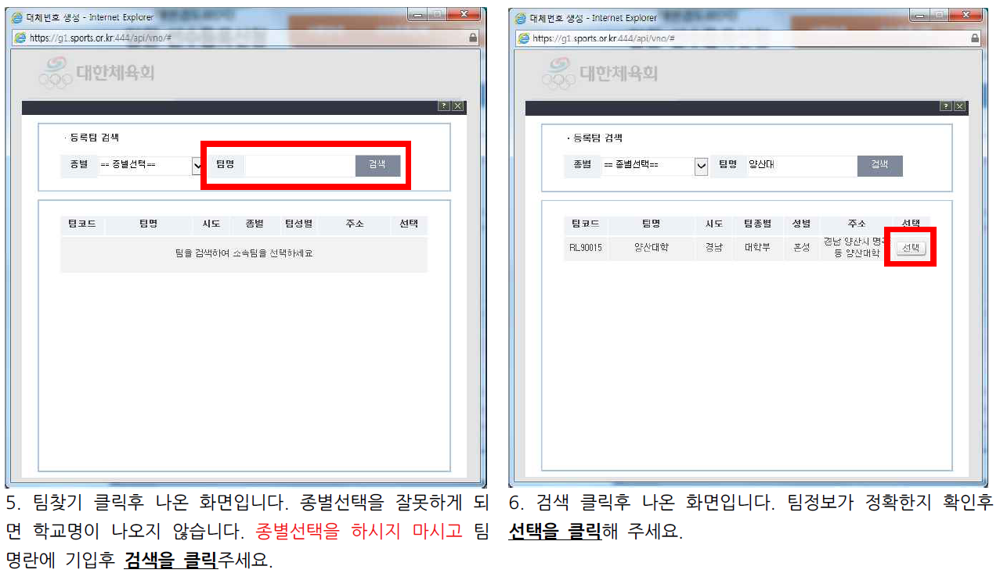 대체번호 생성 - Internet Explorer
https://g1.sports.or.kr:444/api/vno/#
대한체육회
· 등록팀 검색
종별 == 종별선택== 팀명 검색
팀코드 팀명 시도 종별 팀성별 주소 선택
팀을 검색하여 소속팀을 선택하세요
5. 팀찾기 클릭후 나온 화면입니다. 종별선택을 잘못하게 되
면 학교명이 나오지 않습니다. 종별선택을 하시지 마시고 팀
명란에 기입후 검색을 클릭주세요.
대체번호 생성 - Internet Explorer
https://g1.sports.or.kr:444/api/vno/#
대한체육회
· 등록팀 검색
종별 == 종별선택== 팀명 양산대 검색
팀코드 팀명 시도 팀종별 성별 주소 선택
RL90015 양산대학 경남 대학부 혼성 경남 양산시
동 양산대학 선택
6. 검색 클릭후 나온 화면입니다. 팀정보가 정확한지 확인후
선택을 클릭해 주세요.